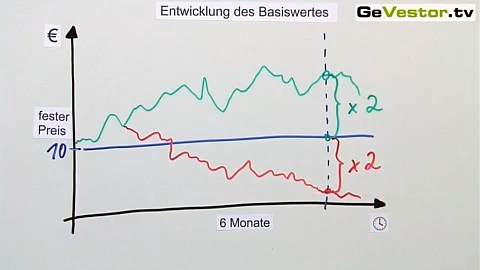 Entwicklung des Basiswertes
GeVestor.tv
€
fester
Preis
10
x 2
x 2
6 Monate